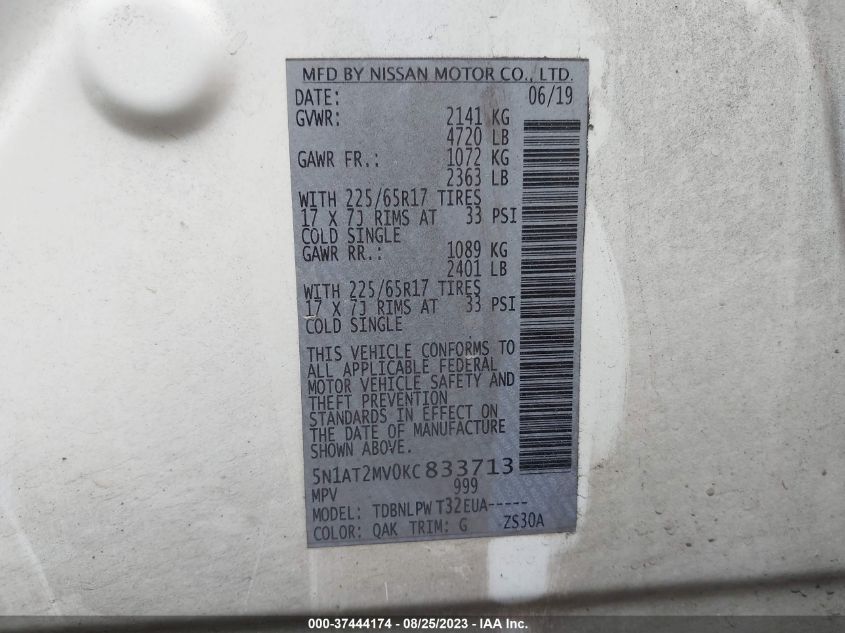 MFD BY NISSAN MOTOR CO., LTD.
DATE: 06/19
GVWR: 2141 KG
4720 LB
GAWR FR.: 1072 KG
2363 LB
WITH 225/65R17 TIRES
17 X 7J RIMS AT 33 PSI
COLD SINGLE
GAWR RR.: 1089 KG
2401 LB
WITH 225/65R17 TIRES
17 X 7J RIMS AT 33 PSI
COLD SINGLE
THIS VEHICLE CONFORMS TO
ALL APPLICABLE FEDERAL
MOTOR VEHICLE SAFETY AND
THEFT PREVENTION
STANDARDS IN EFFECT ON
THE DATE OF MANUFACTURE
SHOWN ABOVE.
5N1AT2MV0KC833713
MPV 999
MODEL: TDBNLPW T32EUA-----
COLOR: QAK TRIM: G ZS30A
000-37444174 // 08/25/2023 // IAA Inc.